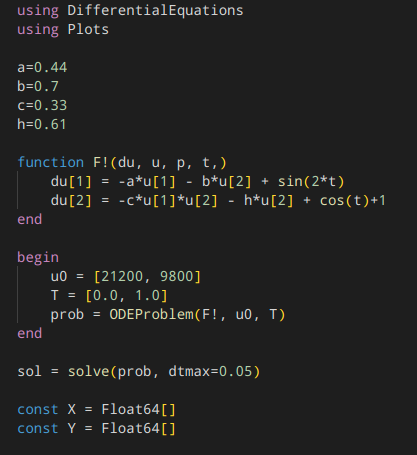 using DifferentialEquations
using Plots
a=0.44
b=0.7
c=0.33
h=0.61
function F!(du, u, p, t,)
du[1] = -a*u[1] - b*u[2] + sin(2*t)
du[2] = -c*u[1]*u[2] - h*u[2] + cos(t)+1
end
begin
u0 = [21200, 9800]
T = [0.0, 1.0]
prob = ODEProblem(F!, u0, T)
end
sol = solve(prob, dtmax=0.05)
const X = Float64[]
const Y = Float64[]